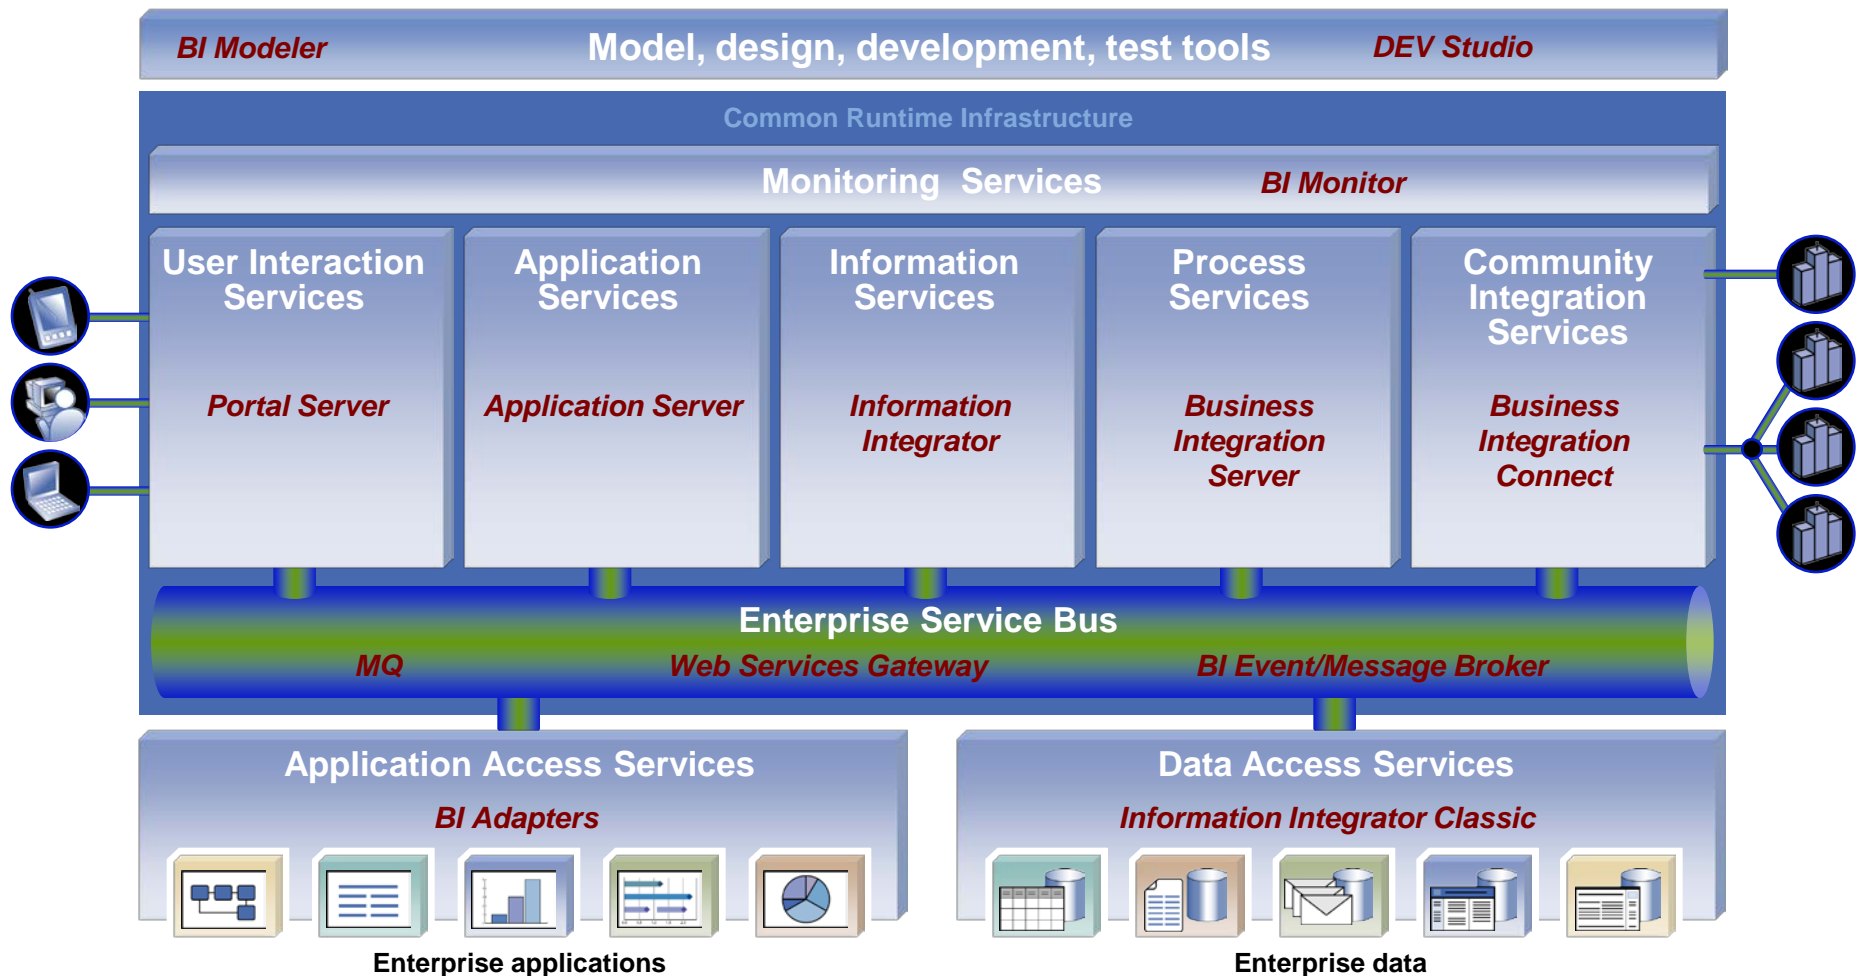 BI Modeler
Model, design, development, test tools
DEV Studio
Common Runtime Infrastructure
Monitoring Services
BI Monitor
User Interaction
Services
Portal Server
Application
Services
Application Server
Information
Services
Information
Integrator
Process
Services
Business
Integration
Server
Community
Integration
Services
Business
Integration
Connect
Enterprise Service Bus
MQ
Web Services Gateway
BI Event/Message Broker
Application Access Services
BI Adapters
Data Access Services
Information Integrator Classic
Enterprise applications
Enterprise data